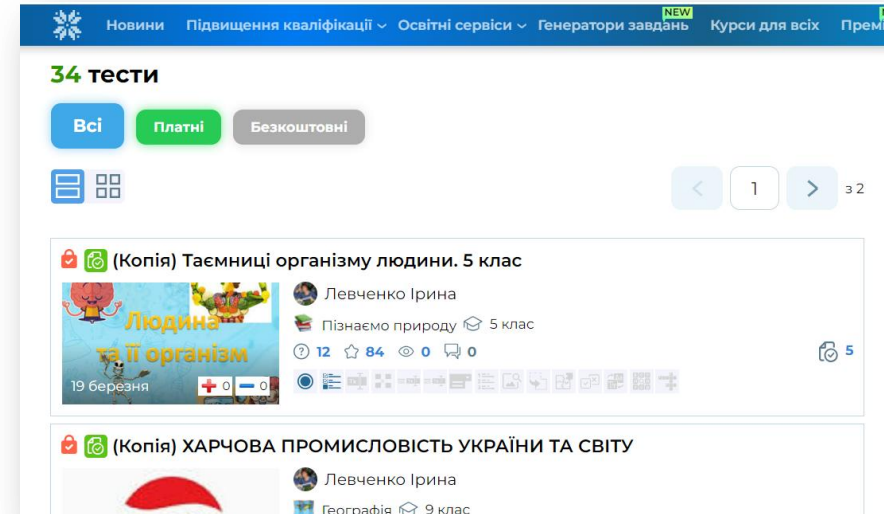 Новини Підвищення кваліфікації Освітні сервіси Генератори завдань NEW Курси для всіх
34 тести
Всі Платні Безкоштовні
1 з 2
(Копія) Таємниці організму людини. 5 клас
Людина
та її організм
19 березня
0 0
Левченко Ірина
Пізнаємо природу 5 клас
12 84 0 0
5
(Копія) ХАРЧОВА ПРОМИСЛОВІСТЬ УКРАЇНИ ТА СВІТУ
Левченко Ірина
Географія 9 клас